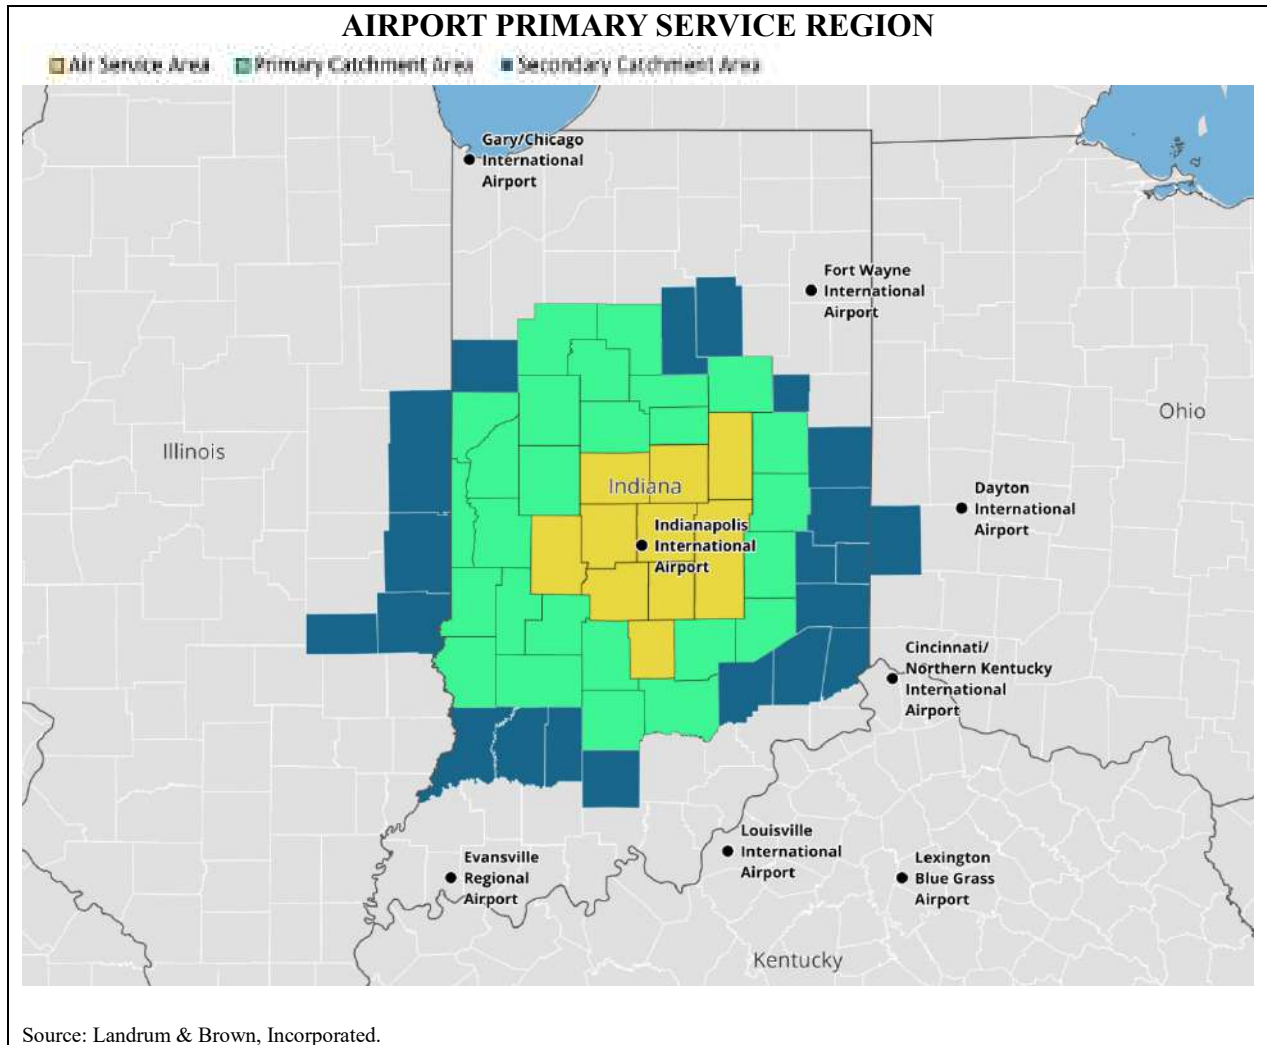 AIRPORT PRIMARY SERVICE REGION
Air Service Area Primary Catchment Area Secondary Catchment Area
Gary/Chicago
International
Airport
Fort Wayne
International
Airport
Ohio
Illinois
Indiana
Dayton
International
Airport
Indianapolis
International
Airport
Cincinnati/
Northern Kentucky
International
Airport
Louisville
International
Airport
Evansville
Regional
Airport
Lexington
Blue Grass
Airport
Kentucky
Source: Landrum & Brown, Incorporated.